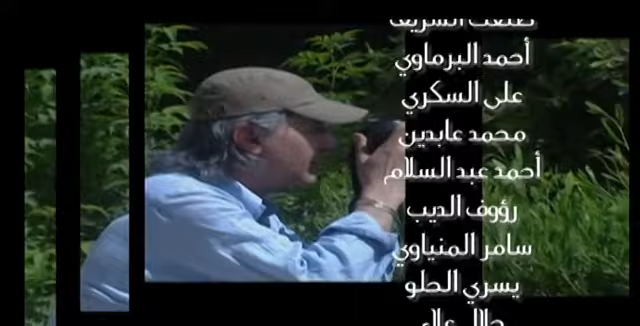 أحمد البرماوي
على السكري
محمد عابدين
أحمد عبد السلام
رؤوف الديب
سامر المنياوي
يسري الحلو